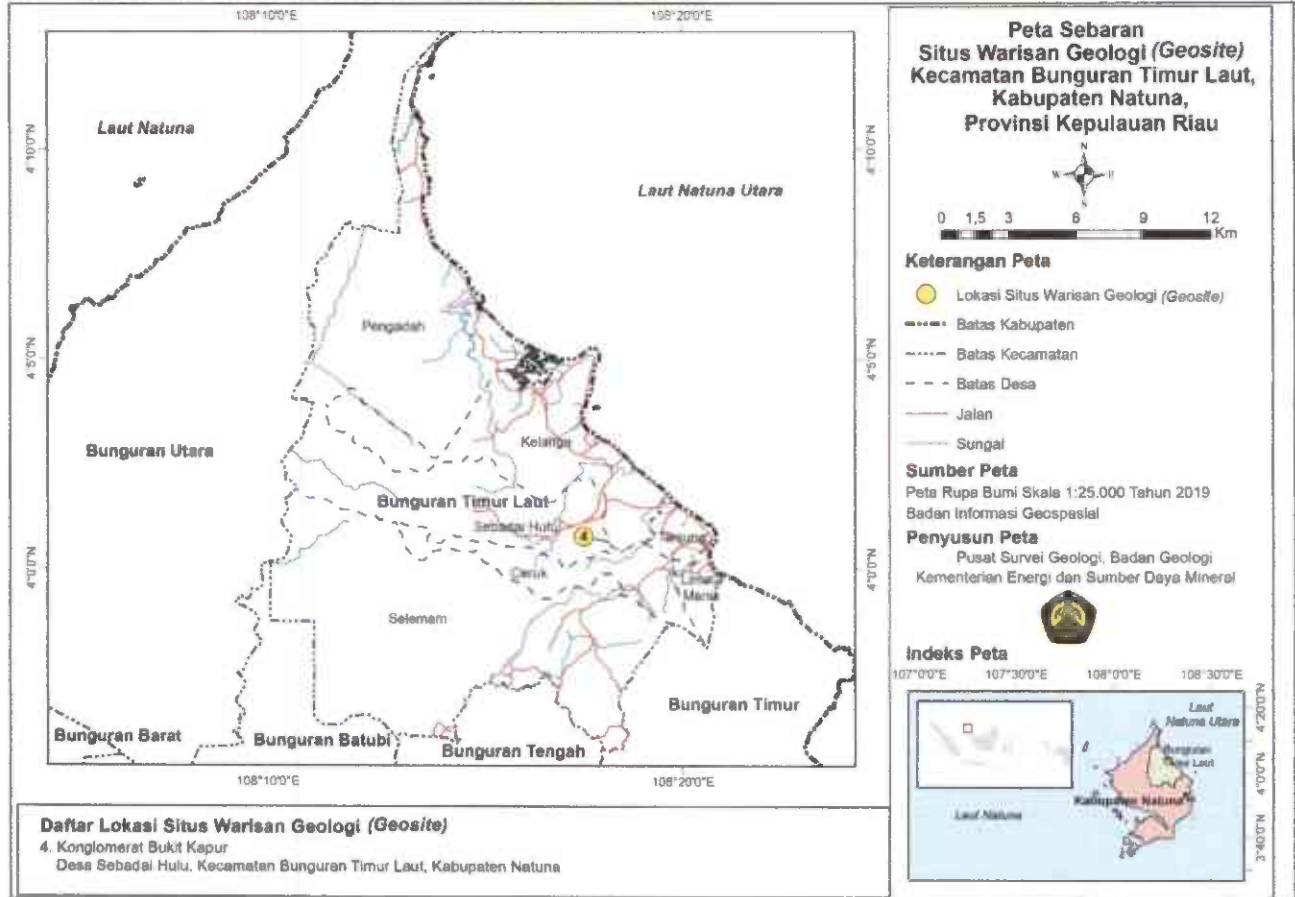 108°10'0"E
108°20'0"E
4°10'0"N
4°5'0"N
4°0'0"N
Laut Natuna
Laut Natuna Utara
Pengadah
Kelanga
Bunguran Utara
Bunguran Timur Laut
Sebadai Hulu
4
Tanjung
Ceruk
Limau
Manis
Selemam
Bunguran Timur
Bunguran Barat
Bunguran Batubi
Bunguran Tengah
4°10'0"N
4°5'0"N
4°0'0"N
108°10'0"E
108°20'0"E
Daftar Lokasi Situs Warisan Geologi (Geosite)
4. Konglomerat Bukit Kapur
Desa Sebadai Hulu, Kecamatan Bunguran Timur Laut, Kabupaten Natuna
Peta Sebaran
Situs Warisan Geologi (Geosite)
Kecamatan Bunguran Timur Laut,
Kabupaten Natuna,
Provinsi Kepulauan Riau
N
W E
S
0 1,5 3 6 9 12
Km
Keterangan Peta
Lokasi Situs Warisan Geologi (Geosite)
Batas Kabupaten
Batas Kecamatan
Batas Desa
Jalan
Sungai
Sumber Peta
Peta Rupa Bumi Skala 1:25.000 Tahun 2019
Badan Informasi Geospasial
Penyusun Peta
Pusat Survei Geologi, Badan Geologi
Kementerian Energi dan Sumber Daya Mineral
Indeks Peta
107°0'0"E 107°30'0"E 108°0'0"E 108°30'0"E
Laut
Natuna Utara
Bunguran
Timur Laut
Kabupaten Natuna
Laut Natuna
4°20'0"N
4°0'0"N
3°40'0"N